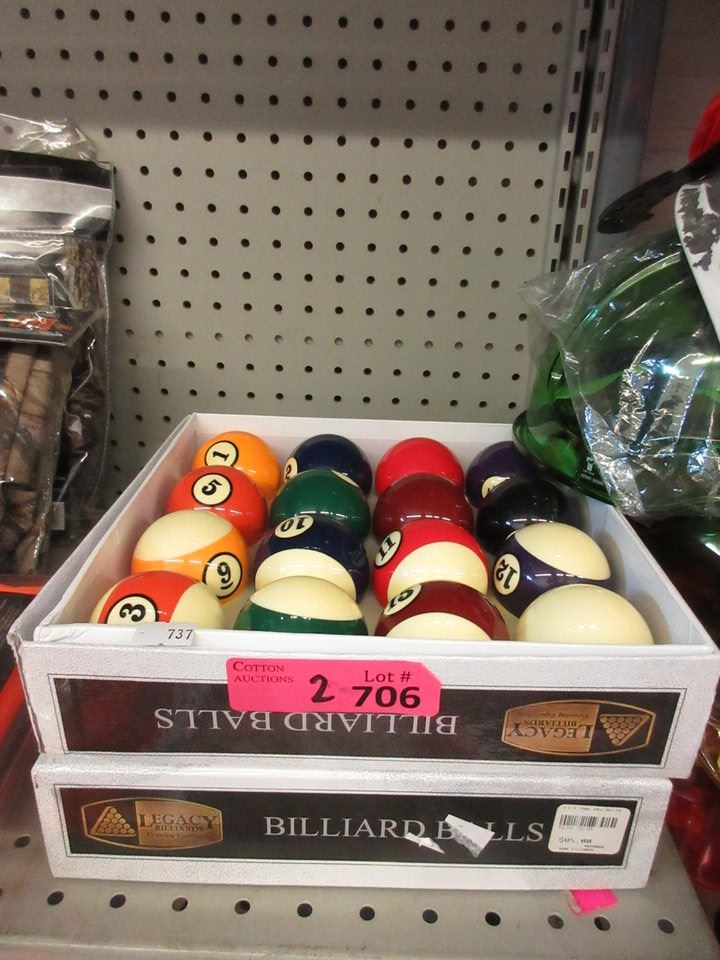 1
5
9
10
11
12
13
737
COTTON
AUCTIONS
2
Lot #
706
BILLIARD BALLS
LEGACY
BILLIARDS
LEGACY
BILLIARDS
BILLIARD BALLS